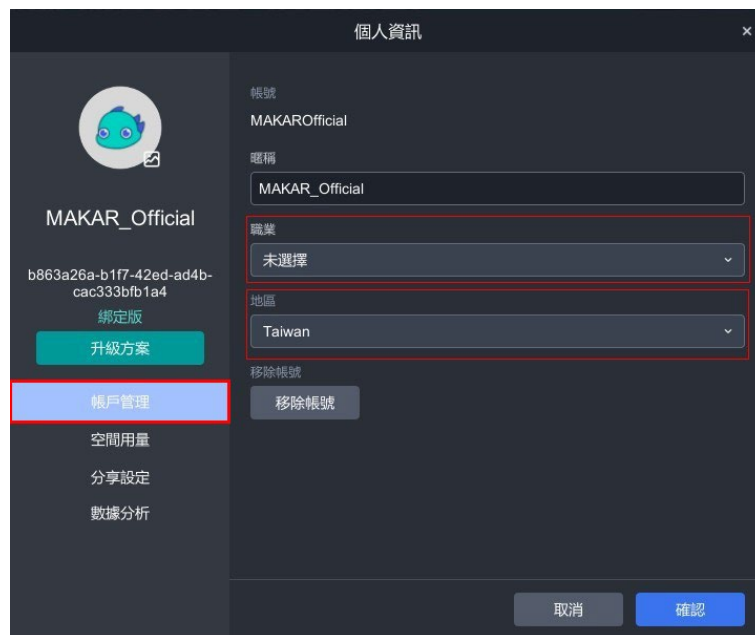 個人資訊
×
MAKAR_Official
b863a26a-b1f7-42ed-ad4b-
cac333bfb1a4
綁定版
升級方案
帳戶管理
空間用量
分享設定
數據分析
帳號
MAKAROfficial
暱稱
MAKAR_Official
職業
未選擇
地區
Taiwan
移除帳號
移除帳號
取消
確認